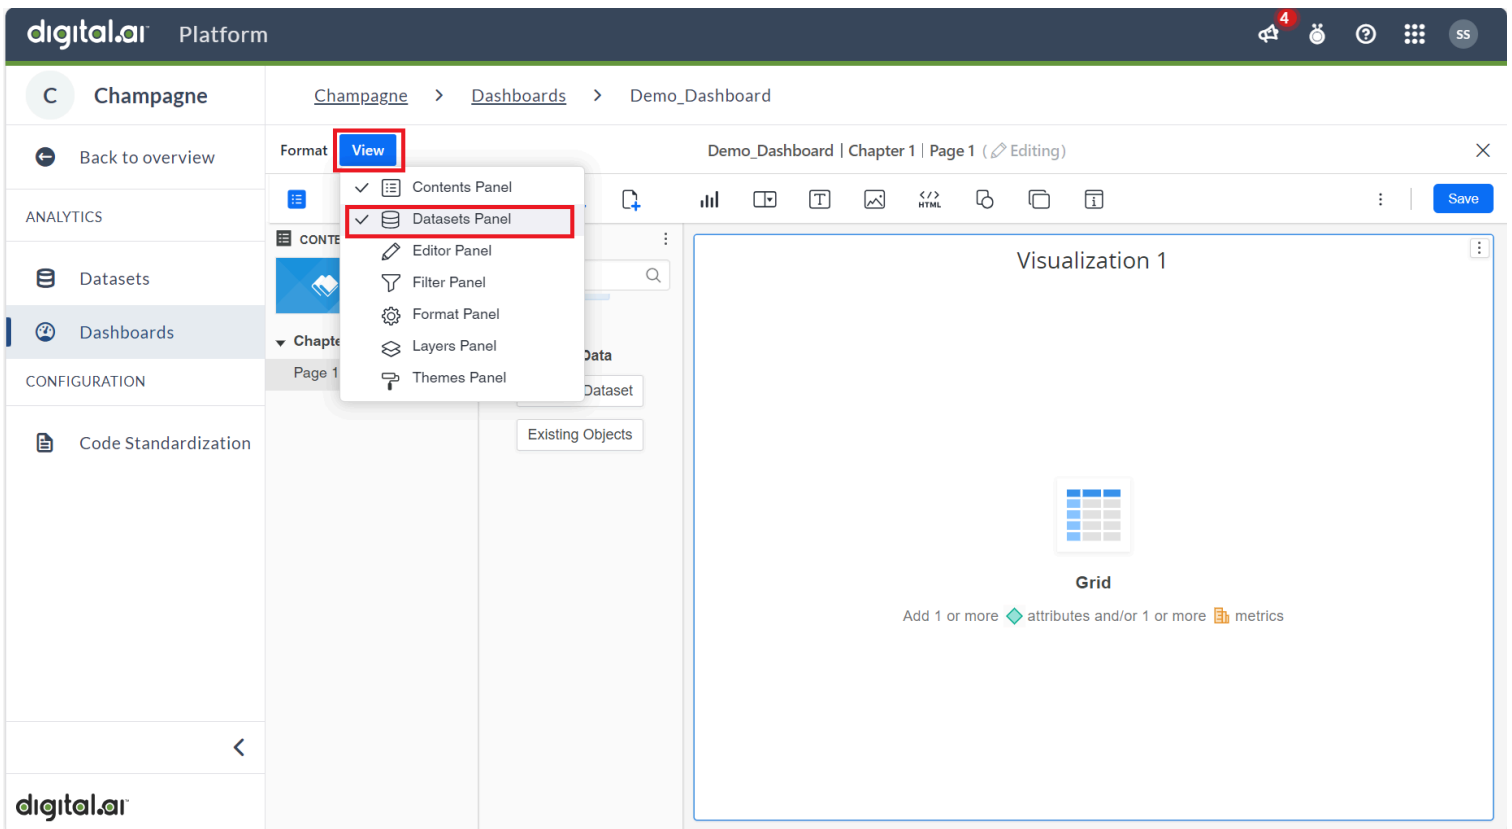 digital.ai Platform
4
SS
C Champagne
Champagne > Dashboards > Demo_Dashboard
Back to overview
Format View
Demo_Dashboard | Chapter 1 | Page 1 ( Editing)
ANALYTICS
Contents Panel
HTML
Save
Datasets Panel
CONTE
Editor Panel
Visualization 1
Datasets
Filter Panel
Format Panel
Dashboards
Chapte
Layers Panel
Data
Page 1
Themes Panel
CONFIGURATION
Dataset
Existing Objects
Code Standardization
Grid
Add 1 or more attributes and/or 1 or more metrics
digital.ai